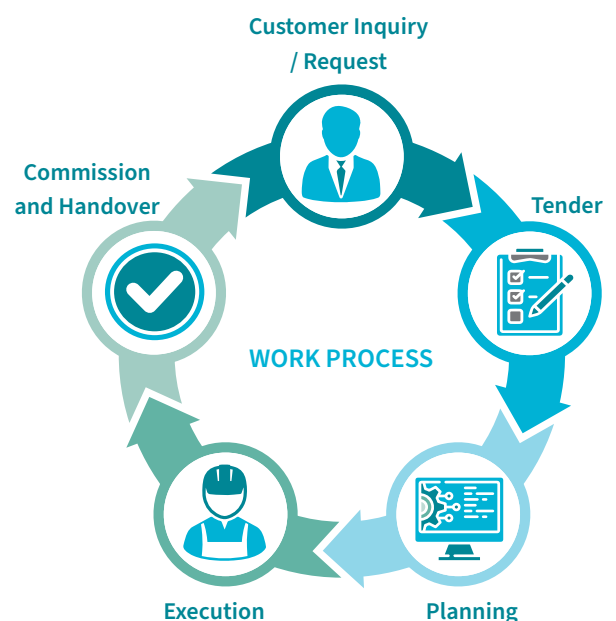 Customer Inquiry
/ Request
Commission
and Handover
Tender
WORK PROCESS
Execution
Planning